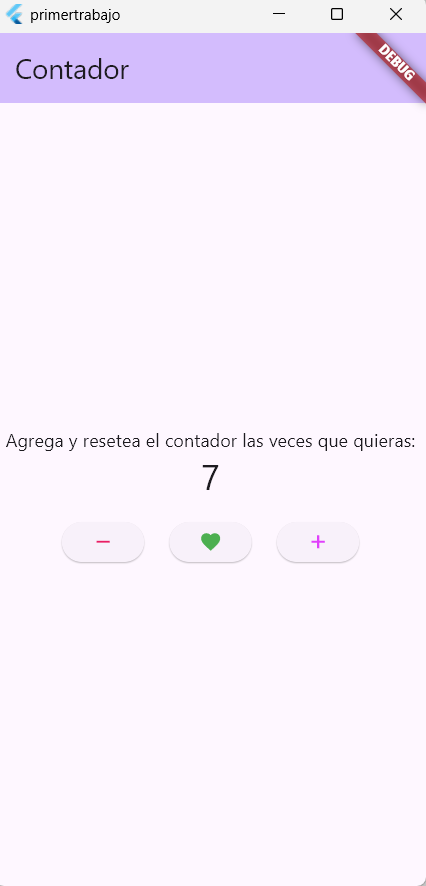 primertrabajo
Contador
DEBUG
Agrega y resetea el contador las veces que quieras:
7